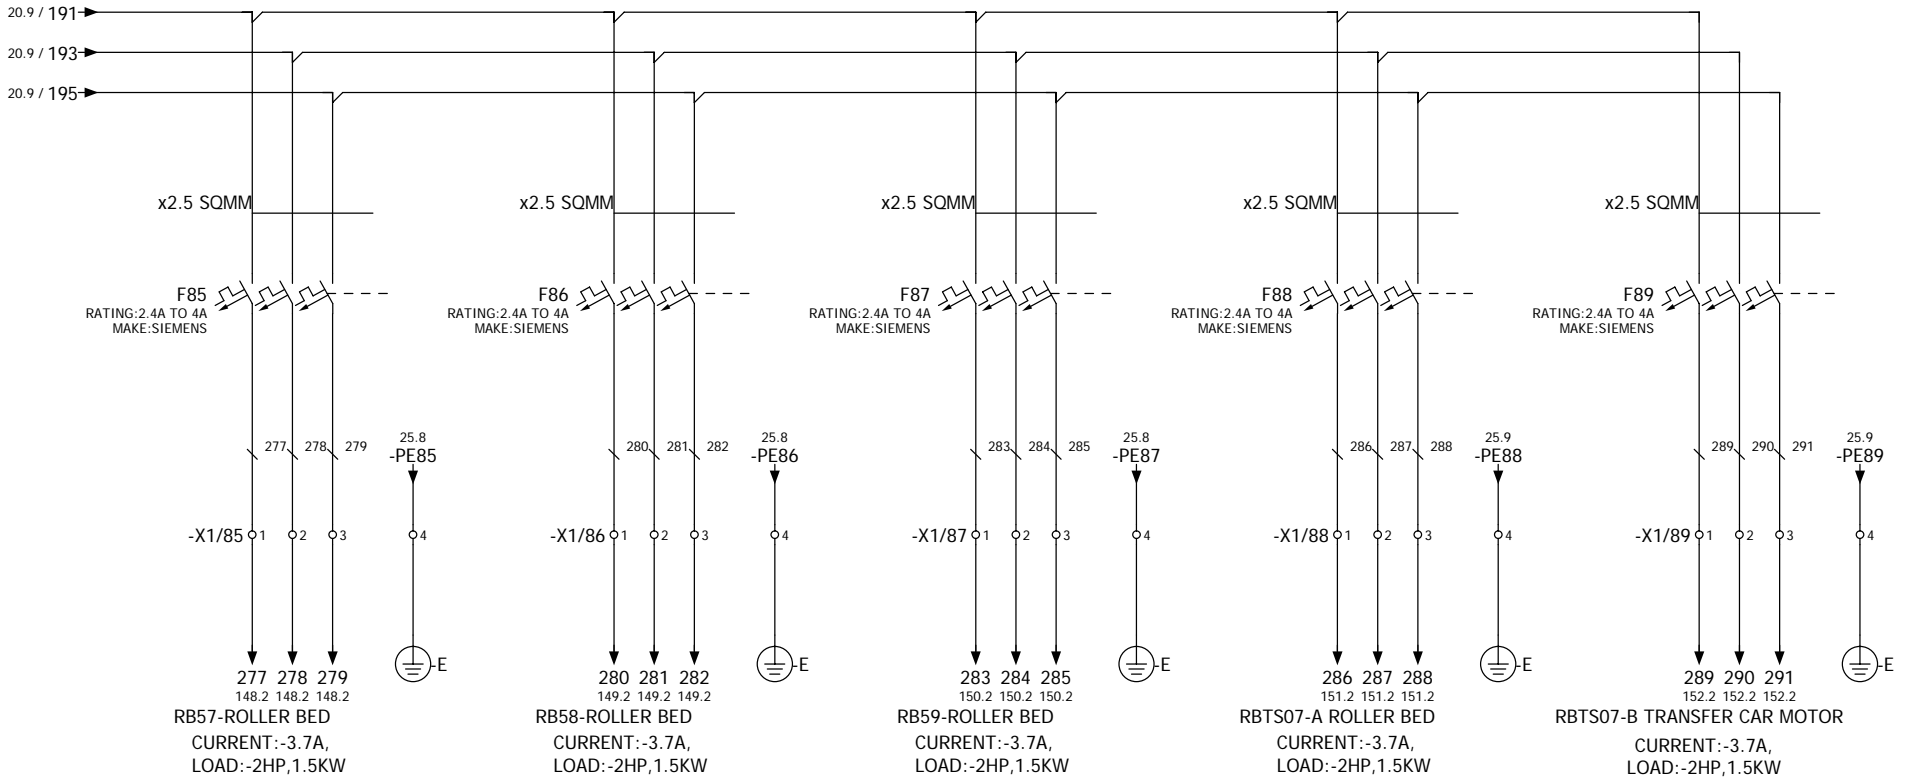 20.9 / 191
20.9 / 193
20.9 / 195
x2.5 SQMM x2.5 SQMM x2.5 SQMM x2.5 SQMM x2.5 SQMM
F85 F86 F87 F88 F89
RATING:2.4A TO 4A RATING:2.4A TO 4A RATING:2.4A TO 4A RATING:2.4A TO 4A RATING:2.4A TO 4A
MAKE:SIEMENS MAKE:SIEMENS MAKE:SIEMENS MAKE:SIEMENS MAKE:SIEMENS
25.8 25.8 25.8 25.9 25.9
277 278 279 -PE85 280 281 282 -PE86 283 284 285 -PE87 286 287 288 -PE88 289 290 291 -PE89
-X1/85 1 2 3 4 -X1/86 1 2 3 4 -X1/87 1 2 3 4 -X1/88 1 2 3 4 -X1/89 1 2 3 4
-E -E -E -E -E
277 278 279 280 281 282 283 284 285 286 287 288 289 290 291
148.2 148.2 148.2 149.2 149.2 149.2 150.2 150.2 150.2 151.2 151.2 151.2 152.2 152.2 152.2
RB57-ROLLER BED RB58-ROLLER BED RB59-ROLLER BED RBTS07-A ROLLER BED RBTS07-B TRANSFER CAR MOTOR
CURRENT:-3.7A, CURRENT:-3.7A, CURRENT:-3.7A, CURRENT:-3.7A, CURRENT:-3.7A,
LOAD:-2HP,1.5KW LOAD:-2HP,1.5KW LOAD:-2HP,1.5KW LOAD:-2HP,1.5KW LOAD:-2HP,1.5KW